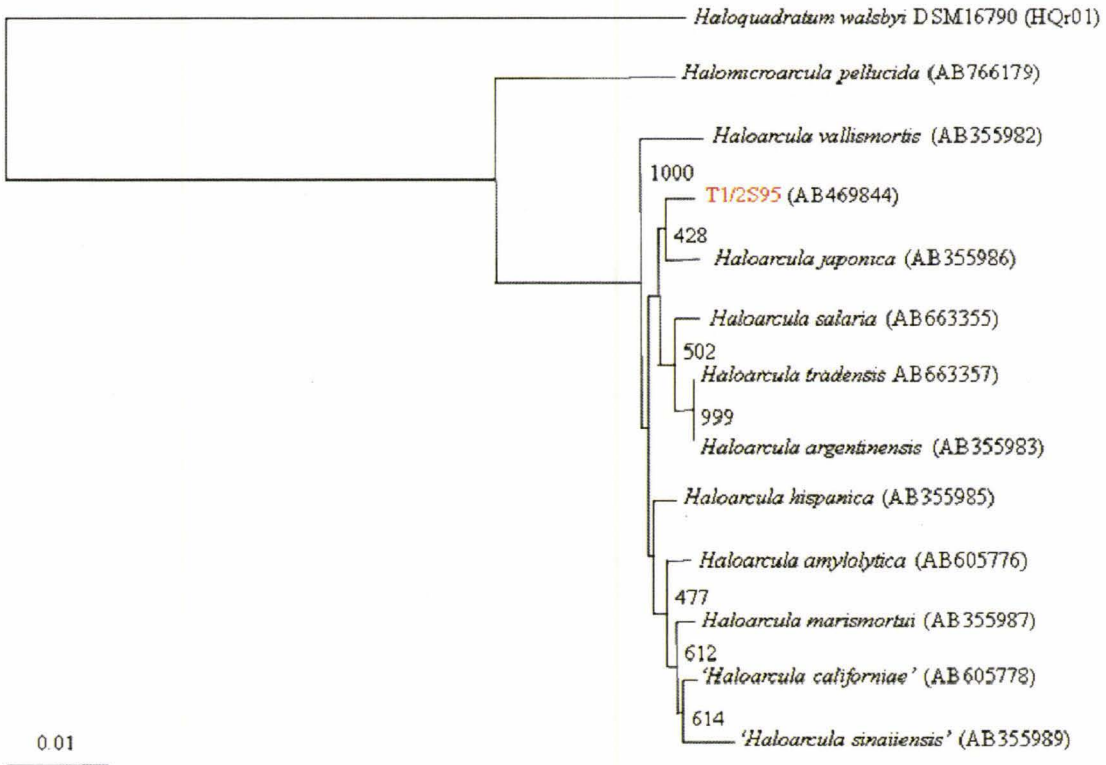 Haloquadratum walsbyi DSM16790 (HQr01)
Halomicroarcula pellucida (AB766179)
Haloarcula vallismortis (AB355982)
1000
T1/2S95 (AB469844)
428
Haloarcula japonica (AB355986)
Haloarcula salaria (AB663355)
502
Haloarcula tradensis AB663357)
999
Haloarcula argentinensis (AB355983)
Haloarcula hispanica (AB355985)
Haloarcula amylolytica (AB605776)
477
Haloarcula marismortui (AB355987)
612
'Haloarcula californiae' (AB605778)
614
'Haloarcula sinaiiensis' (AB355989)
0.01